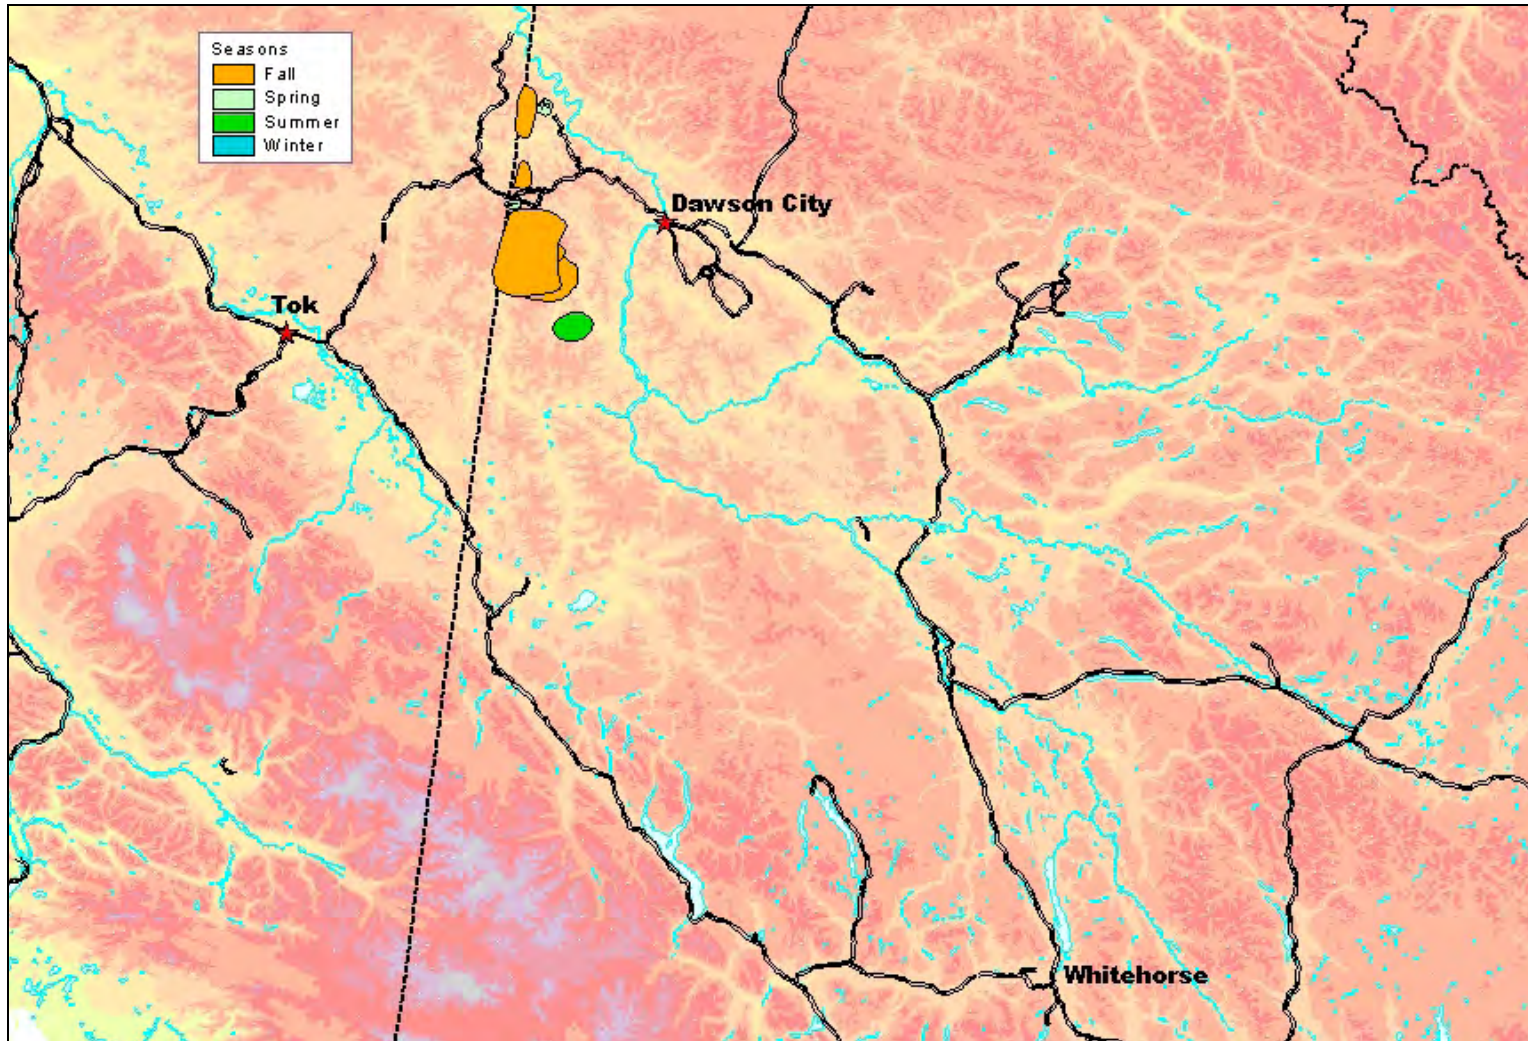 Seasons
Fall
Spring
Summer
Winter
Dawson City
Tok
Whitehorse